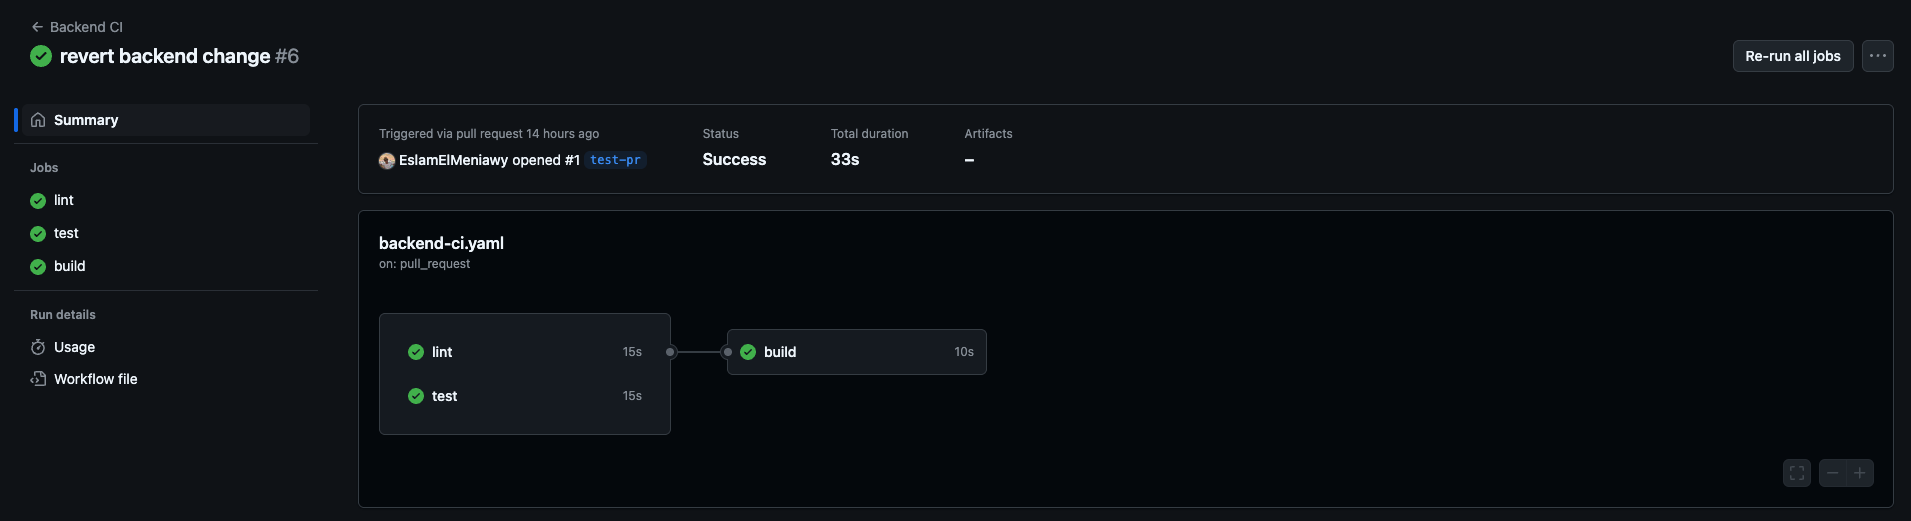 Backend CI
revert backend change #6
Re-run all jobs
Summary
Jobs
lint
test
build
Run details
Usage
Workflow file
Triggered via pull request 14 hours ago
EslamElMeniawy opened #1 test-pr
Status
Success
Total duration
33s
Artifacts
–
backend-ci.yaml
on: pull_request
lint 15s
test 15s
build 10s